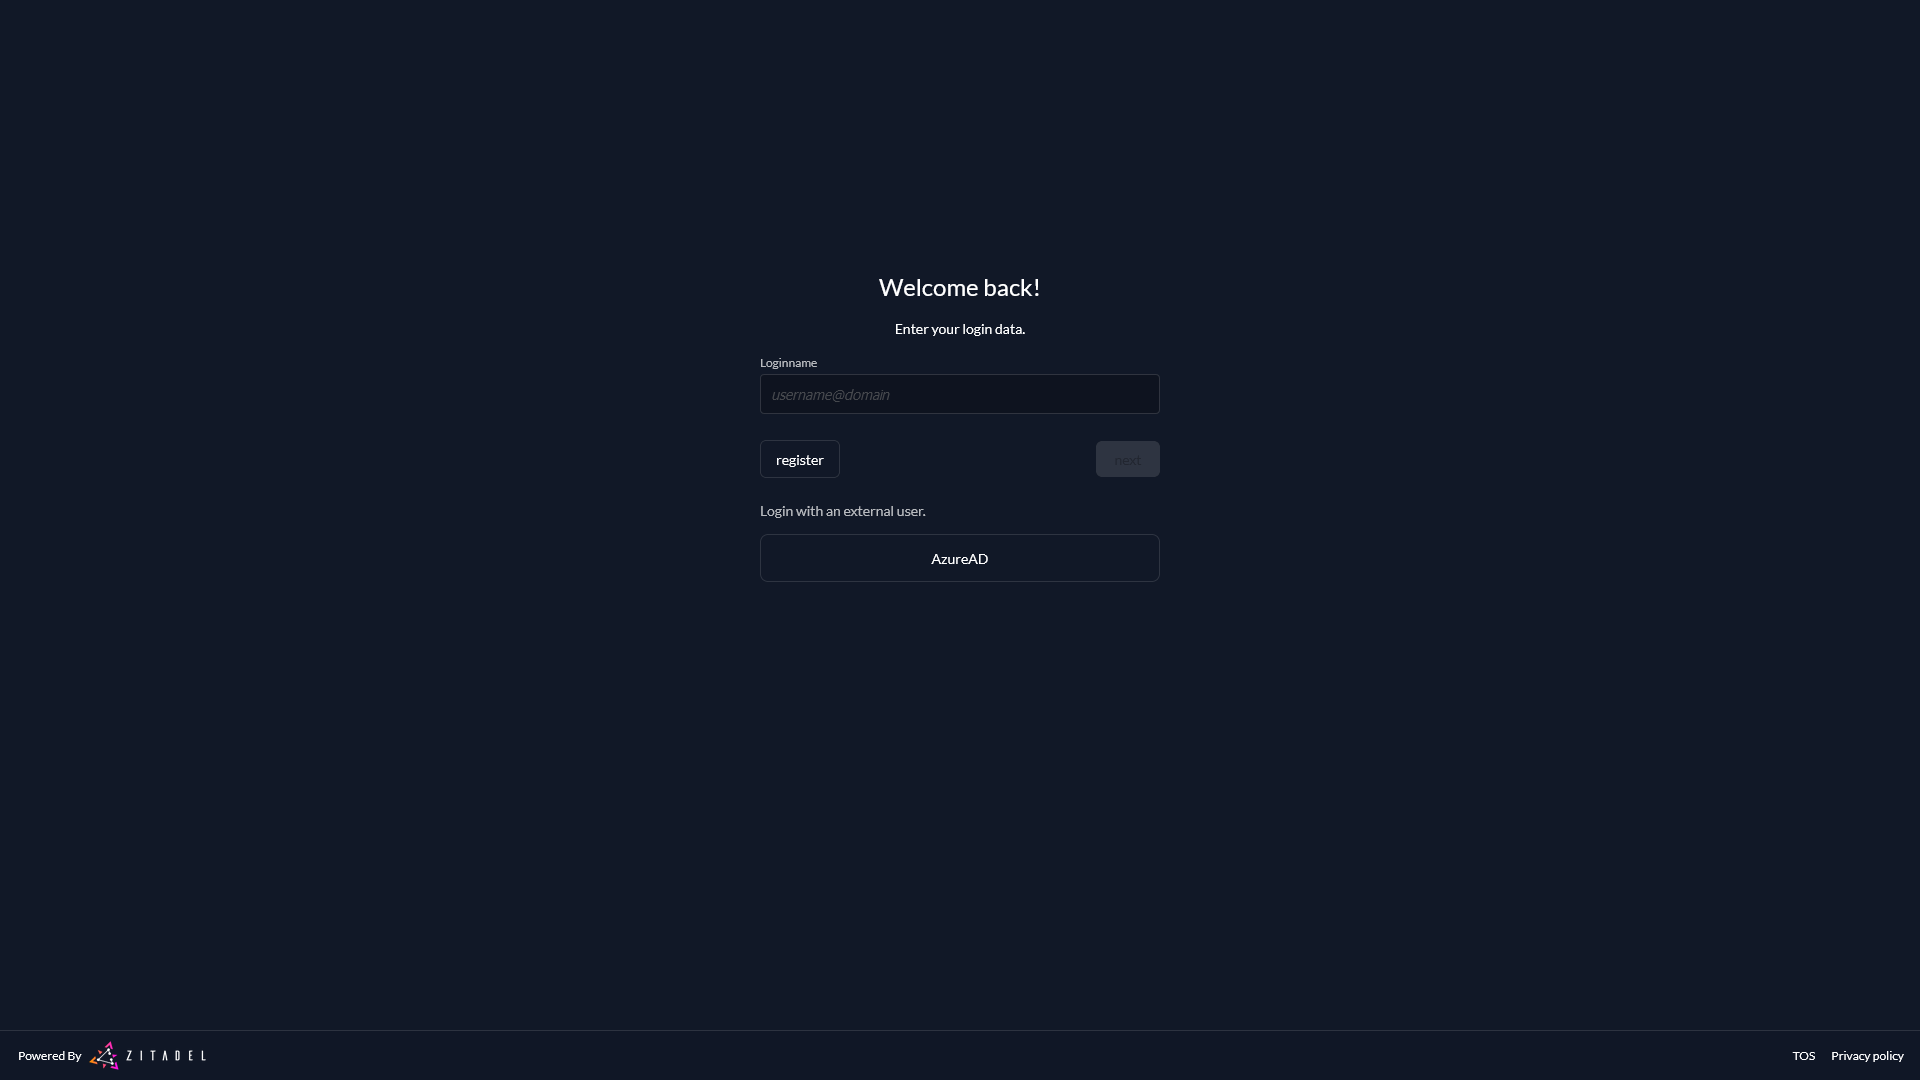 Welcome back!
Enter your login data.
Loginname
username@domain
register
next
Login with an external user.
AzureAD
Powered By ZITADEL
TOS Privacy policy